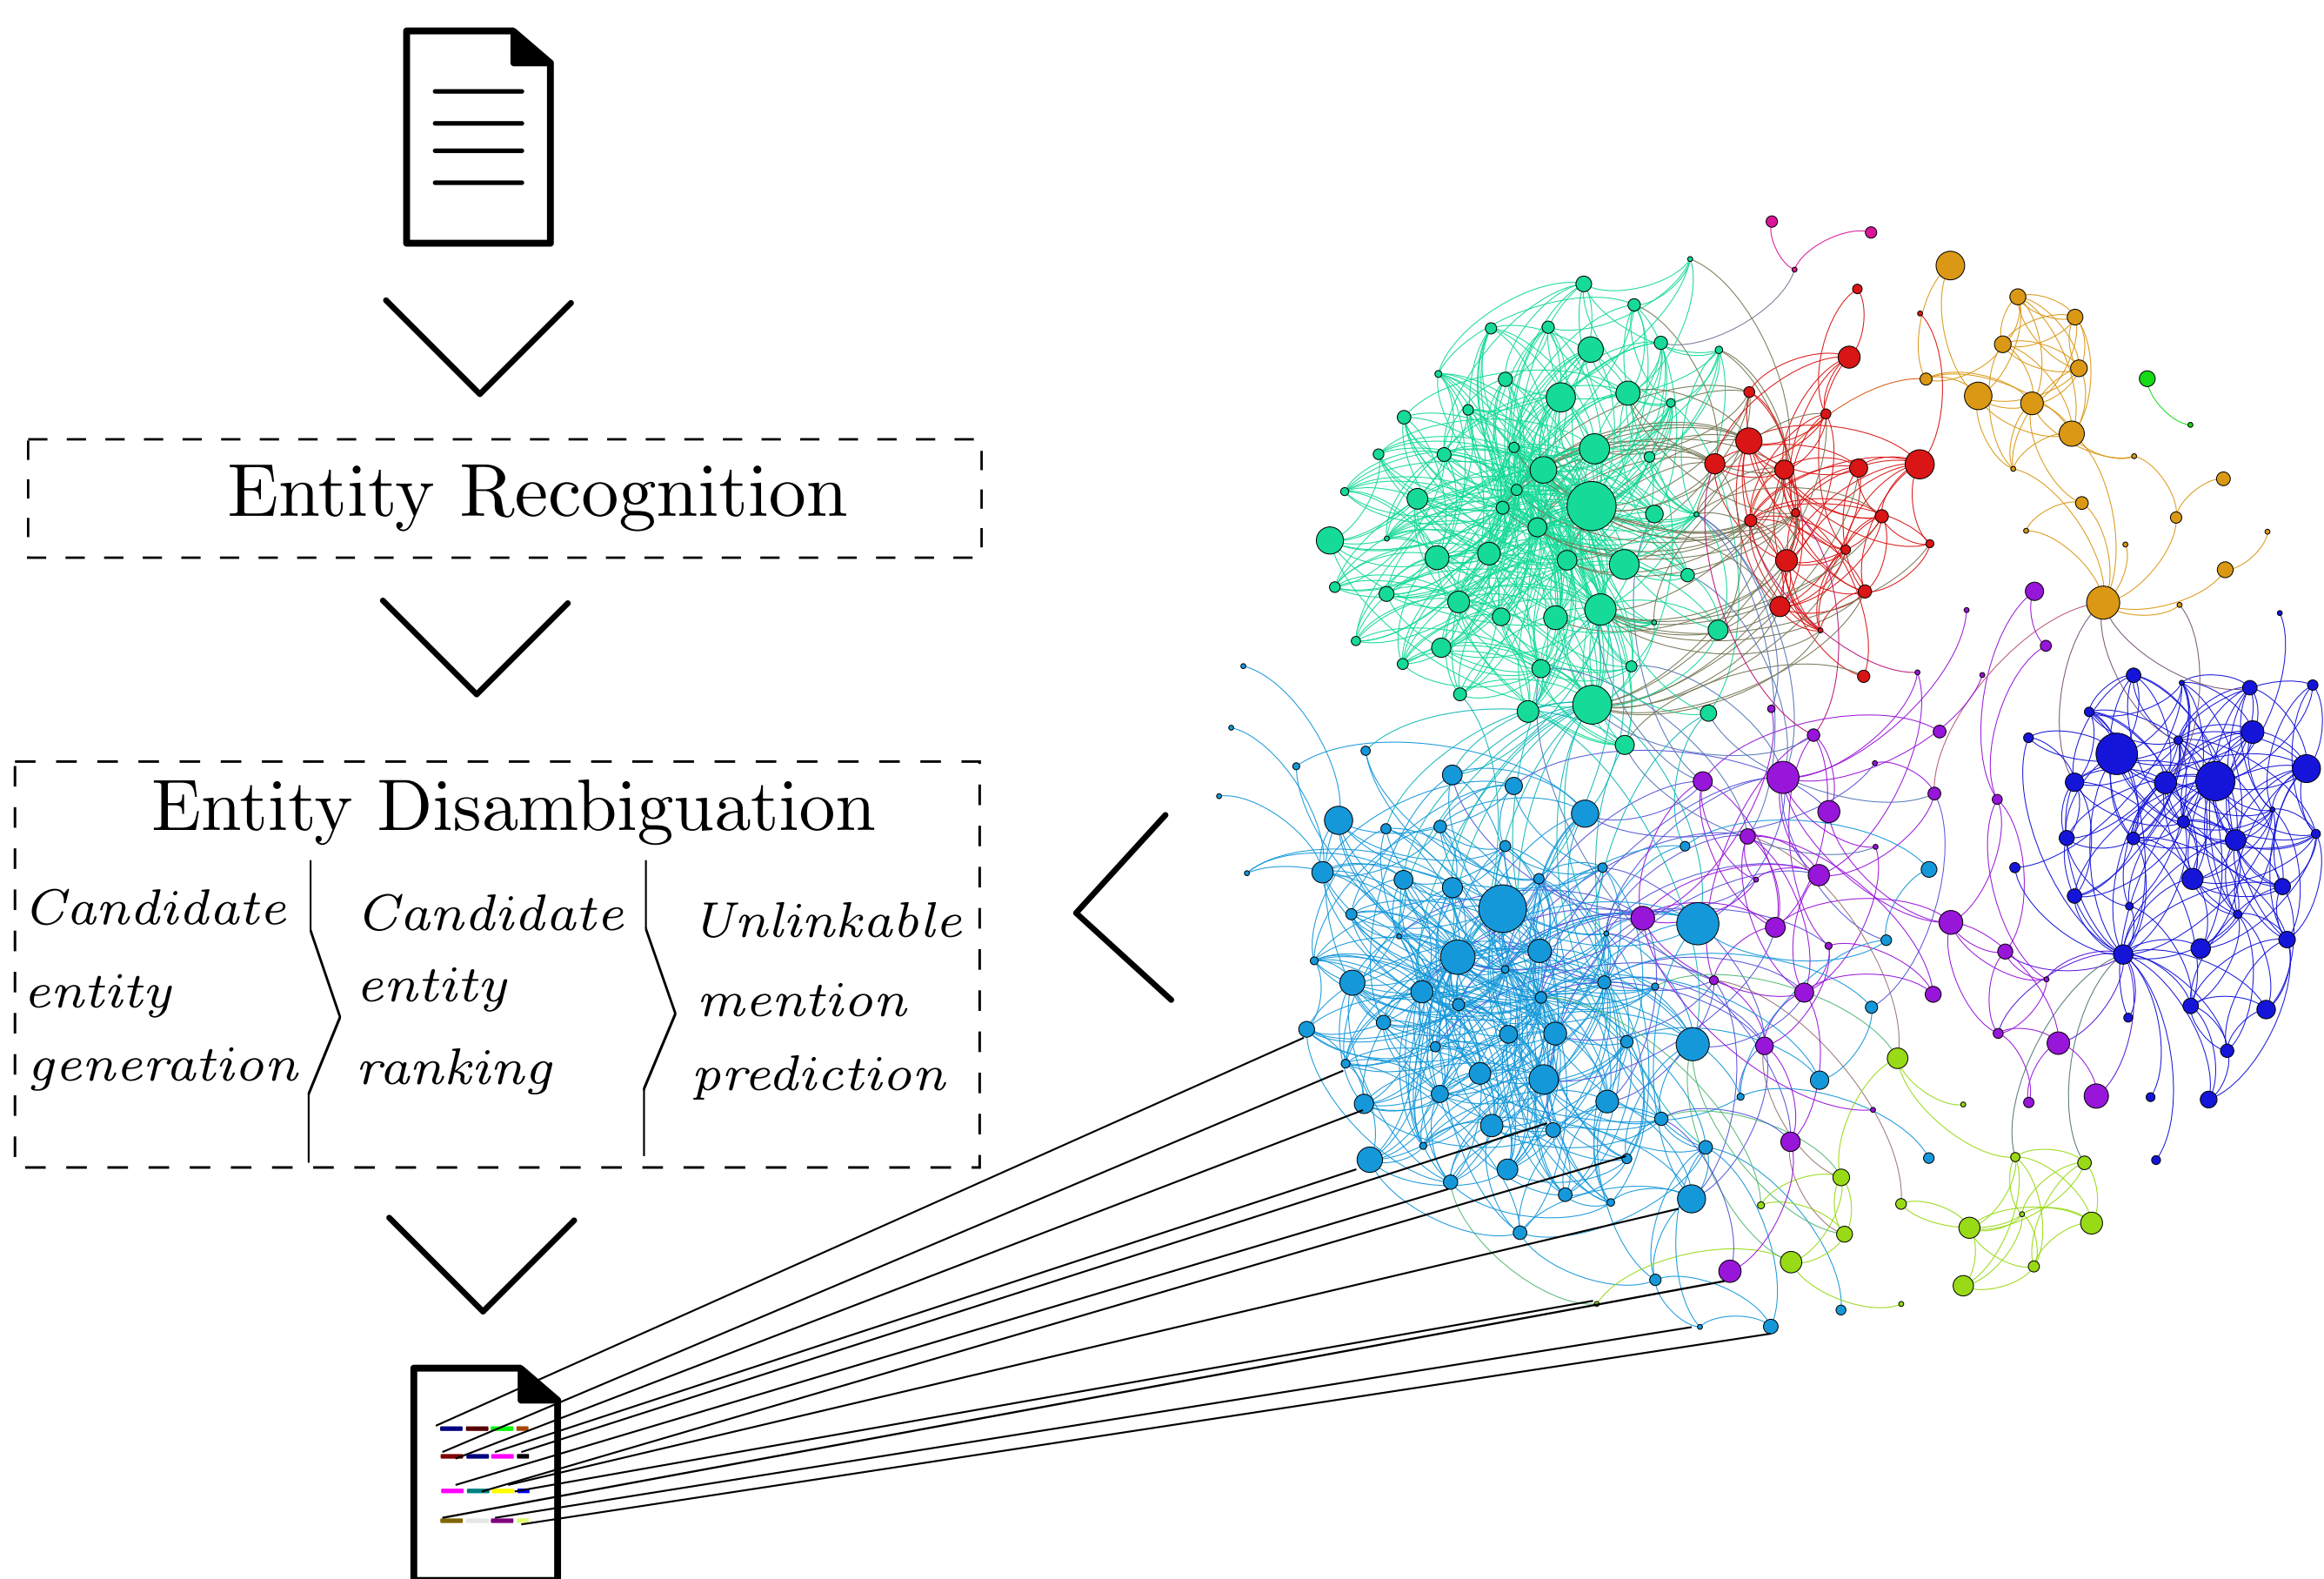 Entity Recognition
Entity Disambiguation
Candidate
entity
generation
Candidate
entity
ranking
Unlinkable
mention
prediction